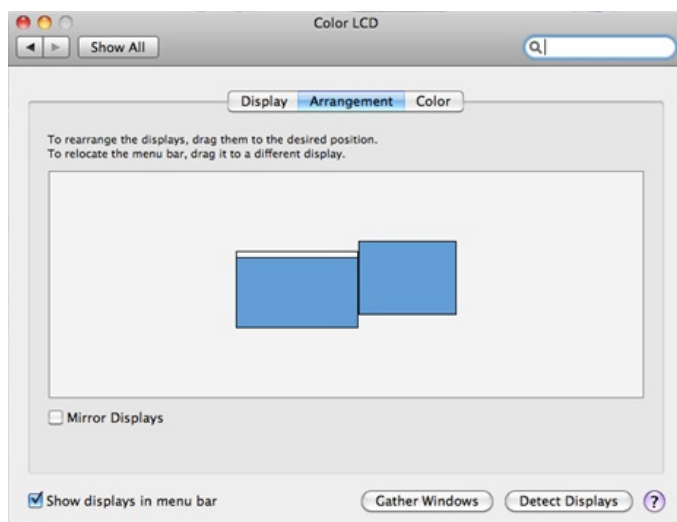 Color LCD
Show All
Display Arrangement Color
To rearrange the displays, drag them to the desired position.
To relocate the menu bar, drag it to a different display.
Mirror Displays
Show displays in menu bar Gather Windows Detect Displays ?